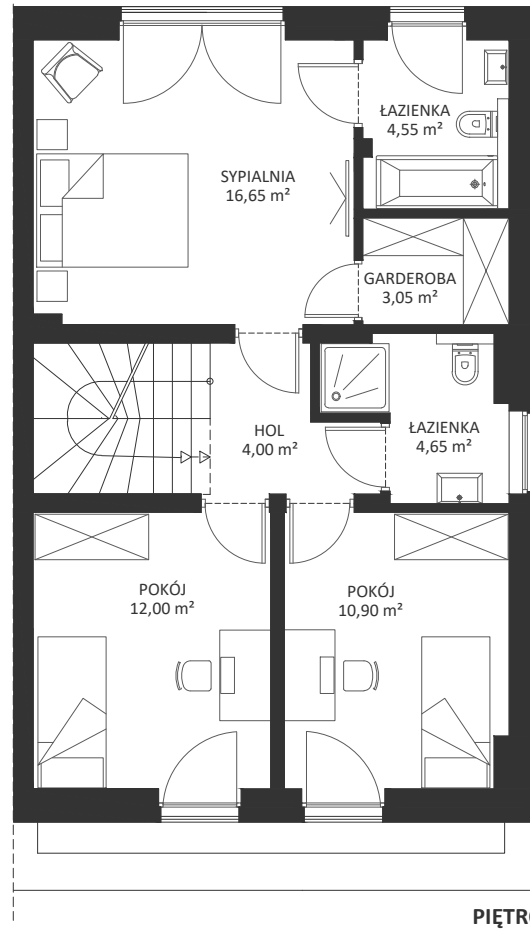 ŁAZIENKA
4,55 m²
SYPIALNIA
16,65 m²
GARDEROBA
3,05 m²
HOL
4,00 m²
ŁAZIENKA
4,65 m²
POKÓJ
12,00 m²
POKÓJ
10,90 m²
PIĘTRO